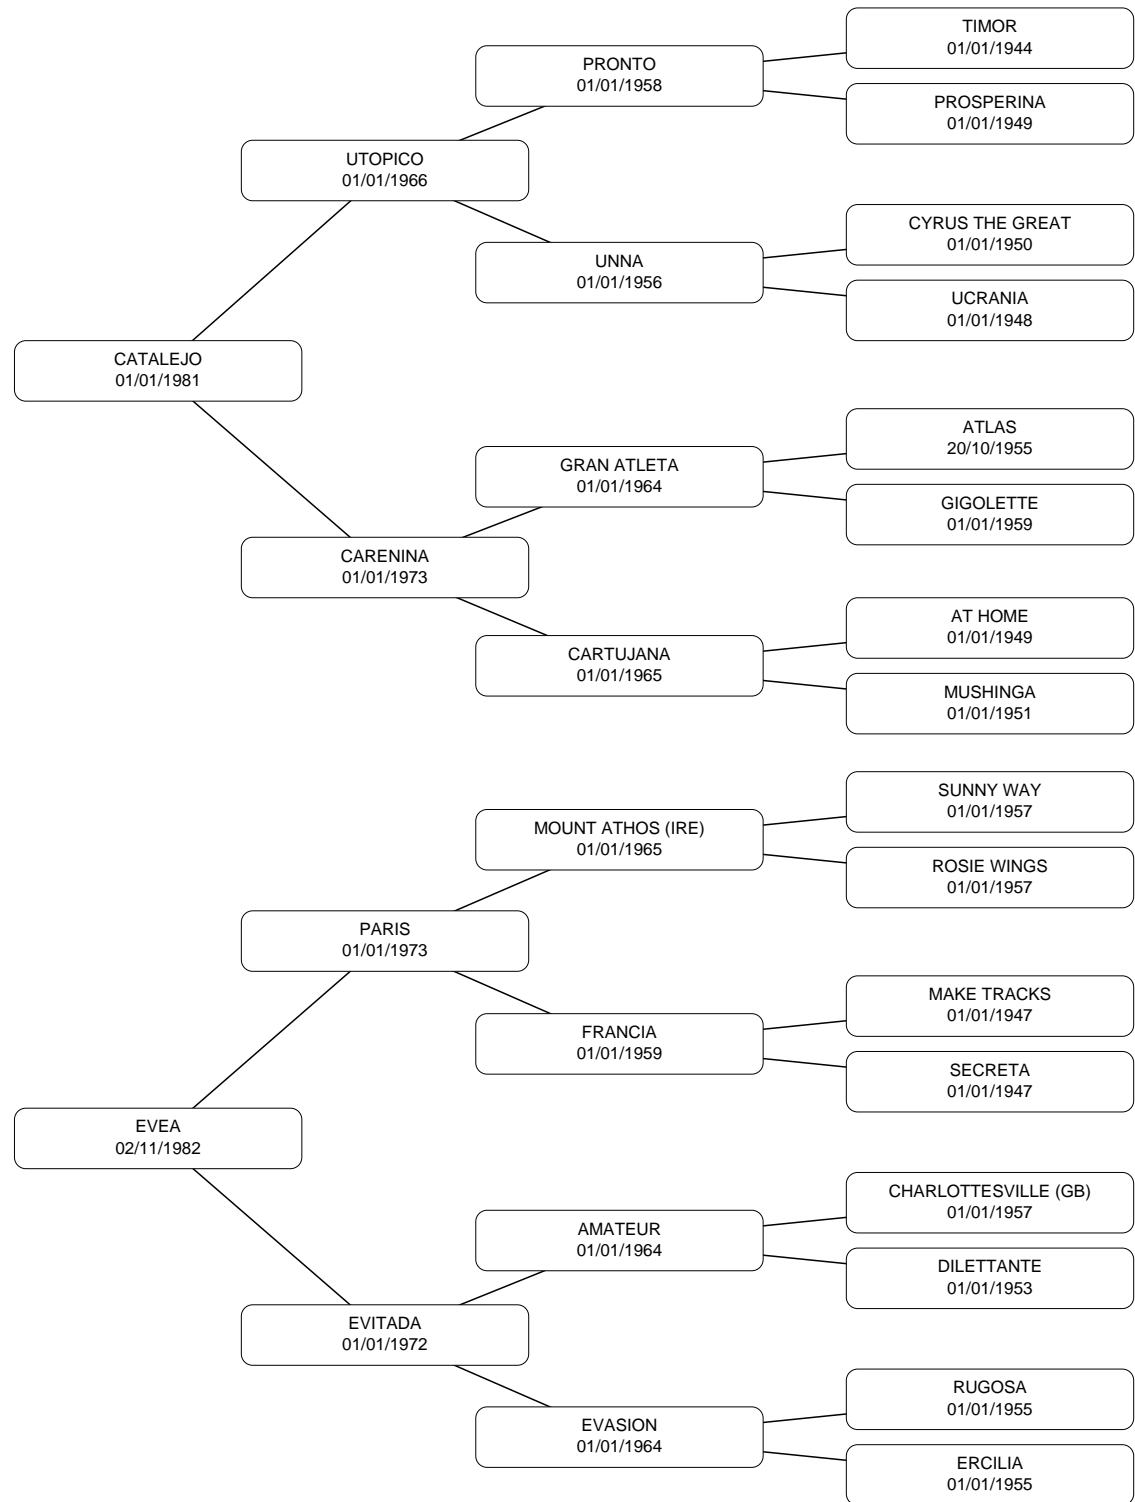 TIMOR
01/01/1944
PRONTO
01/01/1958
PROSPERINA
01/01/1949
UTOPICO
01/01/1966
CYRUS THE GREAT
01/01/1950
UNNA
01/01/1956
UCRANIA
01/01/1948
CATALEJO
01/01/1981
ATLAS
20/10/1955
GRAN ATLETA
01/01/1964
GIGOLETTE
01/01/1959
CARENINA
01/01/1973
AT HOME
01/01/1949
CARTUJANA
01/01/1965
MUSHINGA
01/01/1951
SUNNY WAY
01/01/1957
MOUNT ATHOS (IRE)
01/01/1965
ROSIE WINGS
01/01/1957
PARIS
01/01/1973
MAKE TRACKS
01/01/1947
FRANCIA
01/01/1959
SECRETA
01/01/1947
EVEA
02/11/1982
CHARLOTTESVILLE (GB)
01/01/1957
AMATEUR
01/01/1964
DILETTANTE
01/01/1953
EVITADA
01/01/1972
RUGOSA
01/01/1955
EVASION
01/01/1964
ERCILIA
01/01/1955